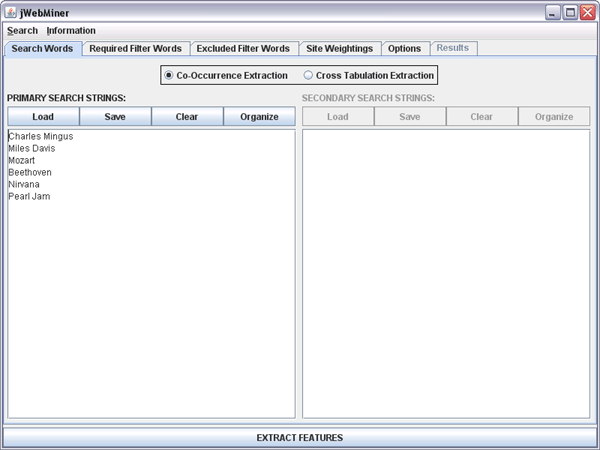 jWebMiner
Search Information
Search Words Required Filter Words Excluded Filter Words Site Weightings Options Results
Co-Occurrence Extraction Cross Tabulation Extraction
PRIMARY SEARCH STRINGS: SECONDARY SEARCH STRINGS:
Load Save Clear Organize Load Save Clear Organize
Charles Mingus
Miles Davis
Mozart
Beethoven
Nirvana
Pearl Jam
EXTRACT FEATURES